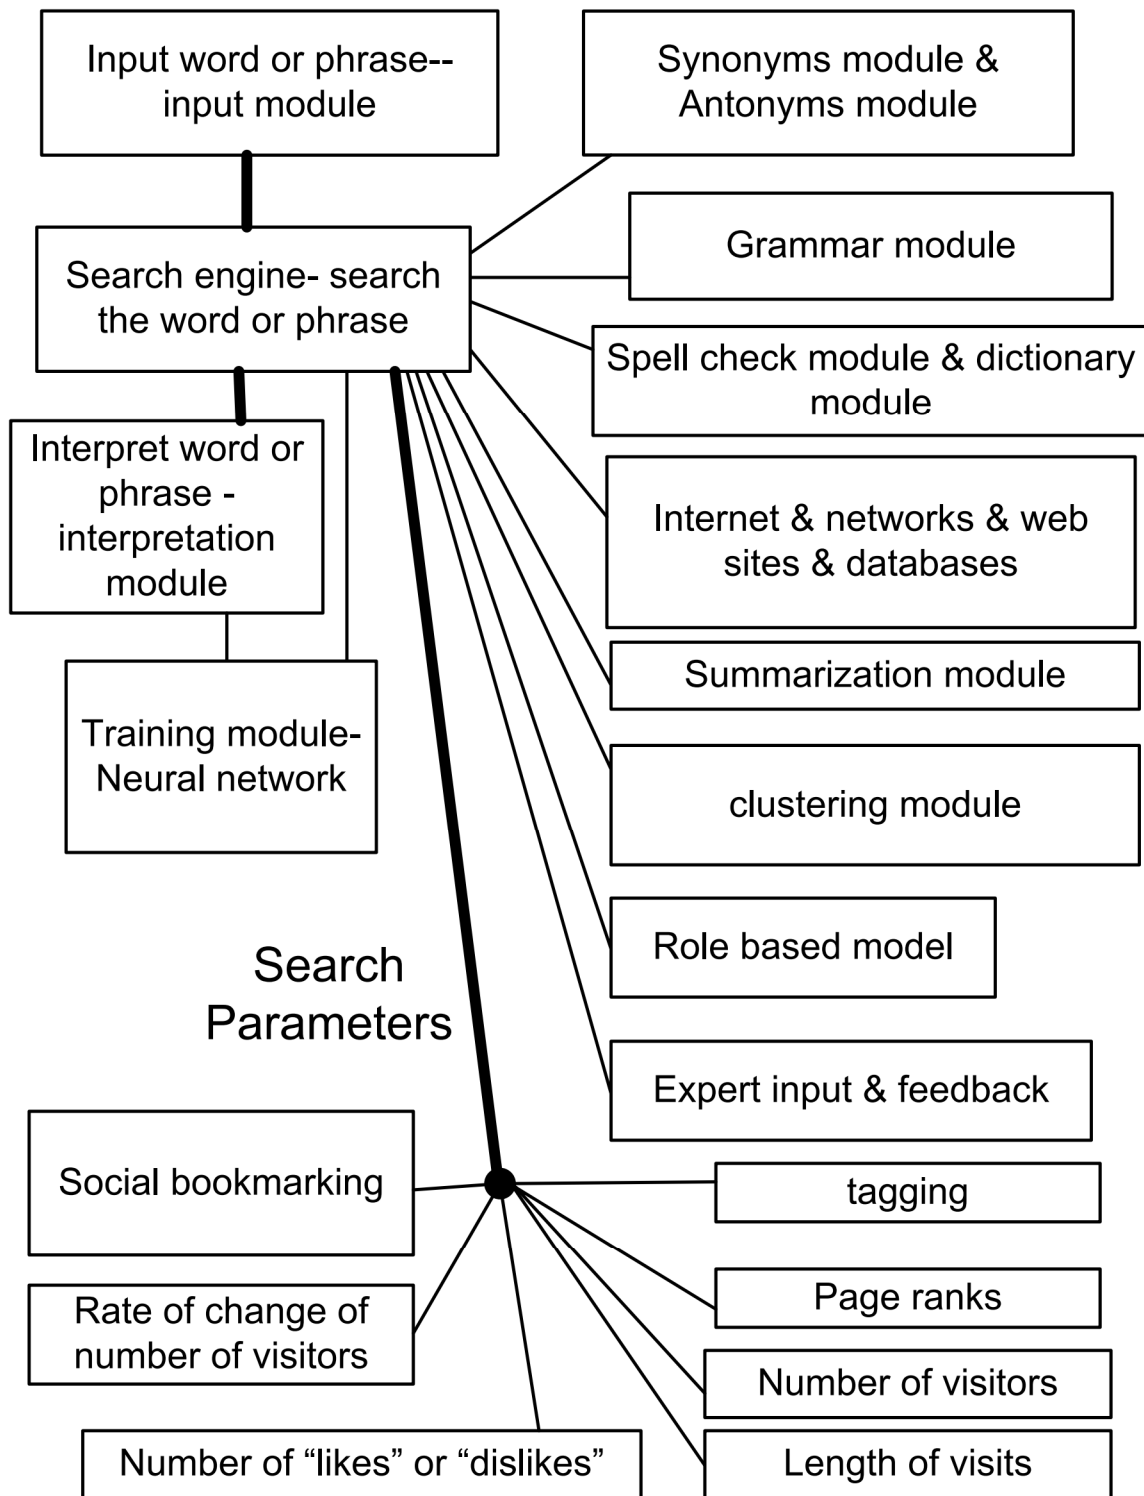 Input word or phrase--
input module
Synonyms module &
Antonyms module
Search engine- search
the word or phrase
Grammar module
Spell check module & dictionary
module
Interpret word or
phrase -
interpretation
module
Internet & networks & web
sites & databases
Summarization module
Training module-
Neural network
clustering module
Role based model
Search
Parameters
Expert input & feedback
Social bookmarking
tagging
Rate of change of
number of visitors
Page ranks
Number of visitors
Number of “likes” or “dislikes”
Length of visits